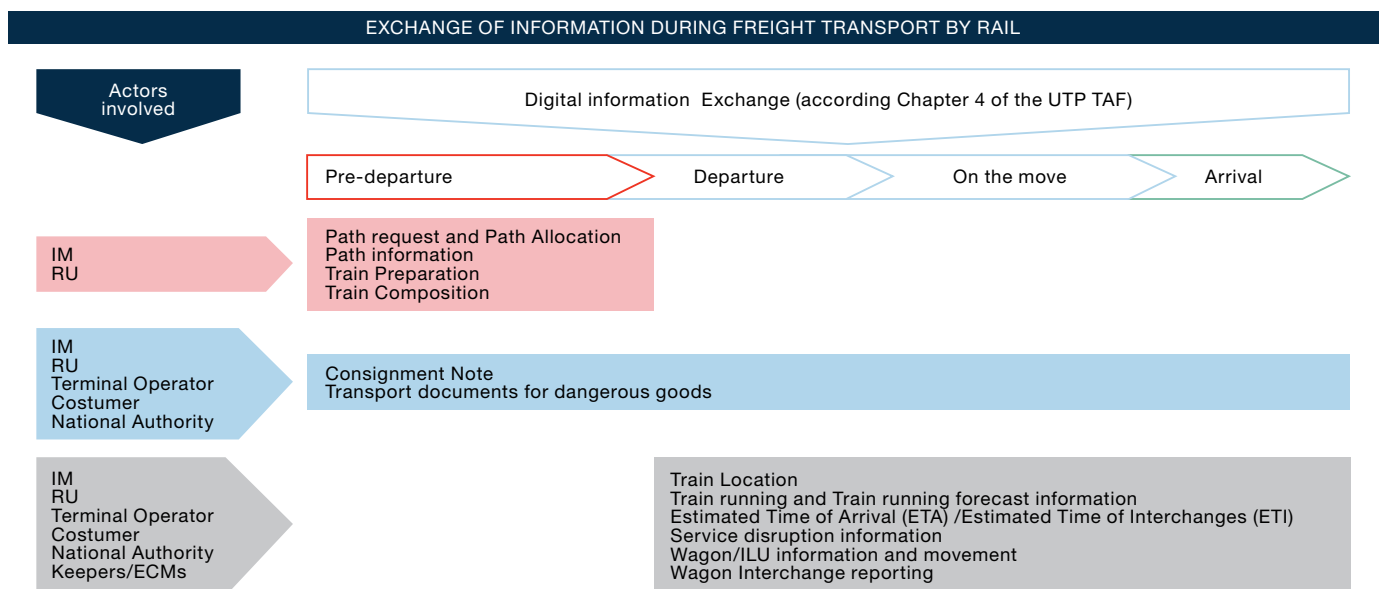 EXCHANGE OF INFORMATION DURING FREIGHT TRANSPORT BY RAIL
Actors
involved
Digital information Exchange (according Chapter 4 of the UTP TAF)
Pre-departure
Departure
On the move
Arrival
IM
RU
Path request and Path Allocation
Path information
Train Preparation
Train Composition
IM
RU
Terminal Operator
Costumer
National Authority
Consignment Note
Transport documents for dangerous goods
IM
RU
Terminal Operator
Costumer
National Authority
Keepers/ECMs
Train Location
Train running and Train running forecast information
Estimated Time of Arrival (ETA) /Estimated Time of Interchanges (ETI)
Service disruption information
Wagon/ILU information and movement
Wagon Interchange reporting